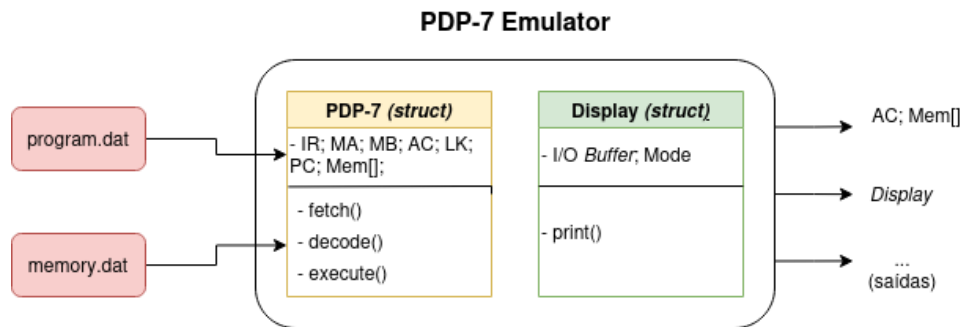 PDP-7 Emulator
program.dat
memory.dat
PDP-7 (struct)
- IR; MA; MB; AC; LK;
PC; Mem[];
- fetch()
- decode()
- execute()
Display (struct)
- I/O Buffer; Mode
- print()
AC; Mem[]
Display
...
(saídas)